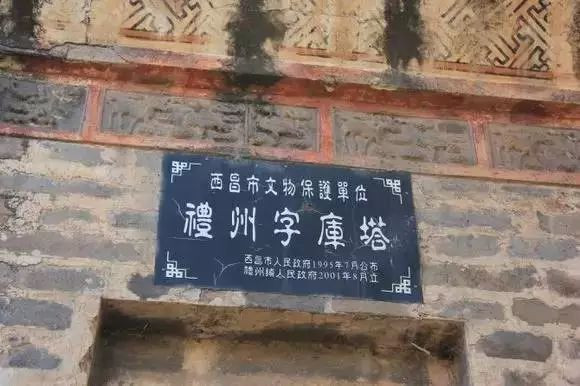 西昌市文物保護單位
禮州字庫塔
西昌市人民政府1995年7月公布
禮州鎮人民政府2001年8月立